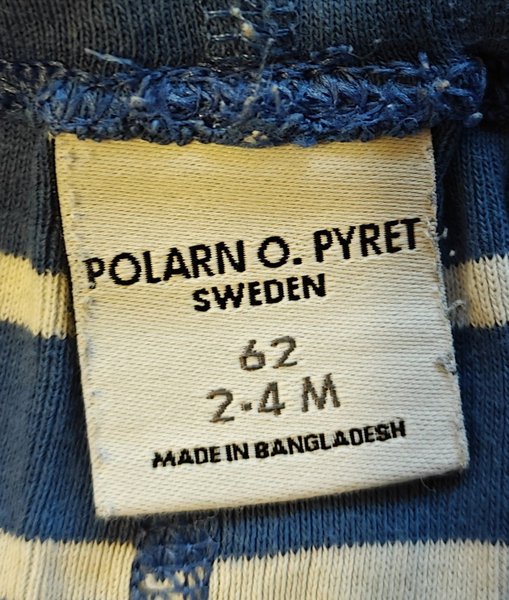 POLARN O. PYRET
SWEDEN
62
2-4 M
MADE IN BANGLADESH